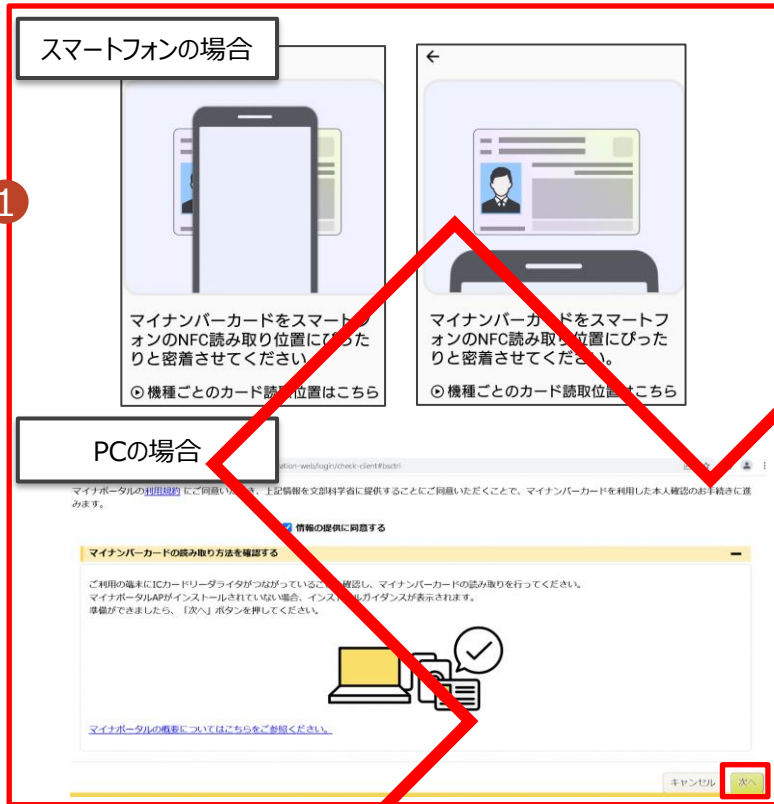 スマートフォンの場合
1
マイナンバーカードをスマートフ
ォンのNFC読み取り位置にぴった
りと密着させてください。
機種ごとのカード読取位置はこちら
マイナンバーカードをスマートフ
ォンのNFC読み取り位置にぴった
りと密着させてください。
機種ごとのカード読取位置はこちら
PCの場合
ation-web/login/check-client#bsdtri
マイナポータルの利用規約 にご同意いただき、上記情報を文部科学省に提供することにご同意いただくことで、マイナンバーカードを利用した本人確認のお手続きに進
みます。
情報の提供に同意する
マイナンバーカードの読み取り方法を確認する
ご利用の端末にICカードリーダライタがつながっていることを確認し、マイナンバーカードの読み取りを行ってください。
マイナポータルAPがインストールされていない場合、インストールガイダンスが表示されます。
準備ができましたら、「次へ」ボタンを押してください。
マイナポータルの概要についてはこちらをご参照ください。
キャンセル
次へ